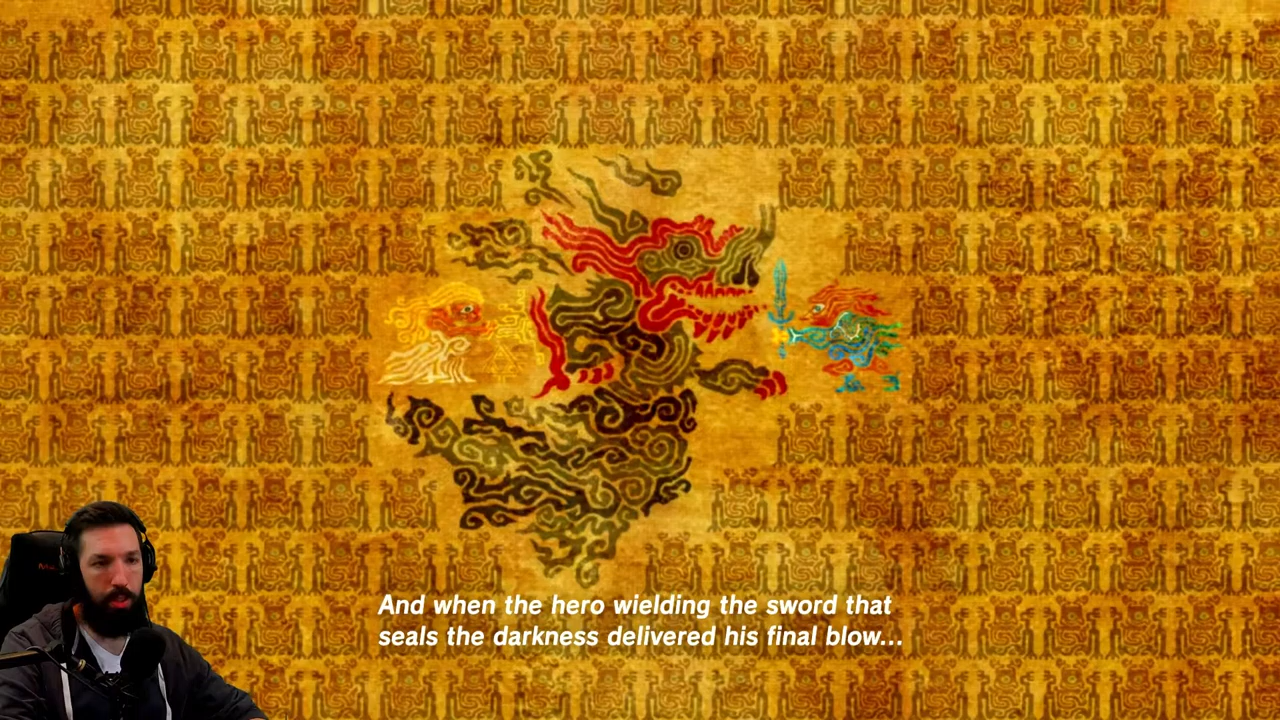 And when the hero wielding the sword that
seals the darkness delivered his final blow...